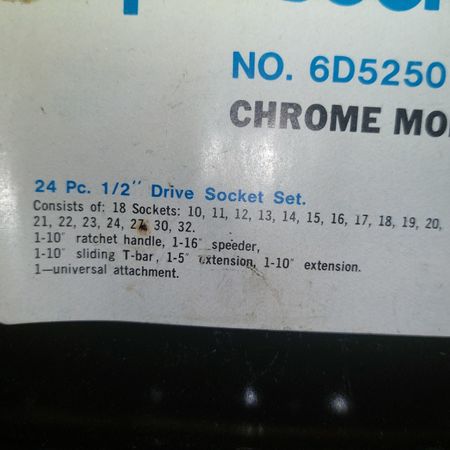 NO. 6D5250
CHROME MO
24 Pc. 1/2" Drive Socket Set.
Consists of: 18 Sockets: 10, 11, 12, 13, 14, 15, 16, 17, 18, 19, 20,
21, 22, 23, 24, 27, 30, 32.
1-10" ratchet handle, 1-16" speeder,
1-10" sliding T-bar, 1-5" extension, 1-10" extension.
1—universal attachment.